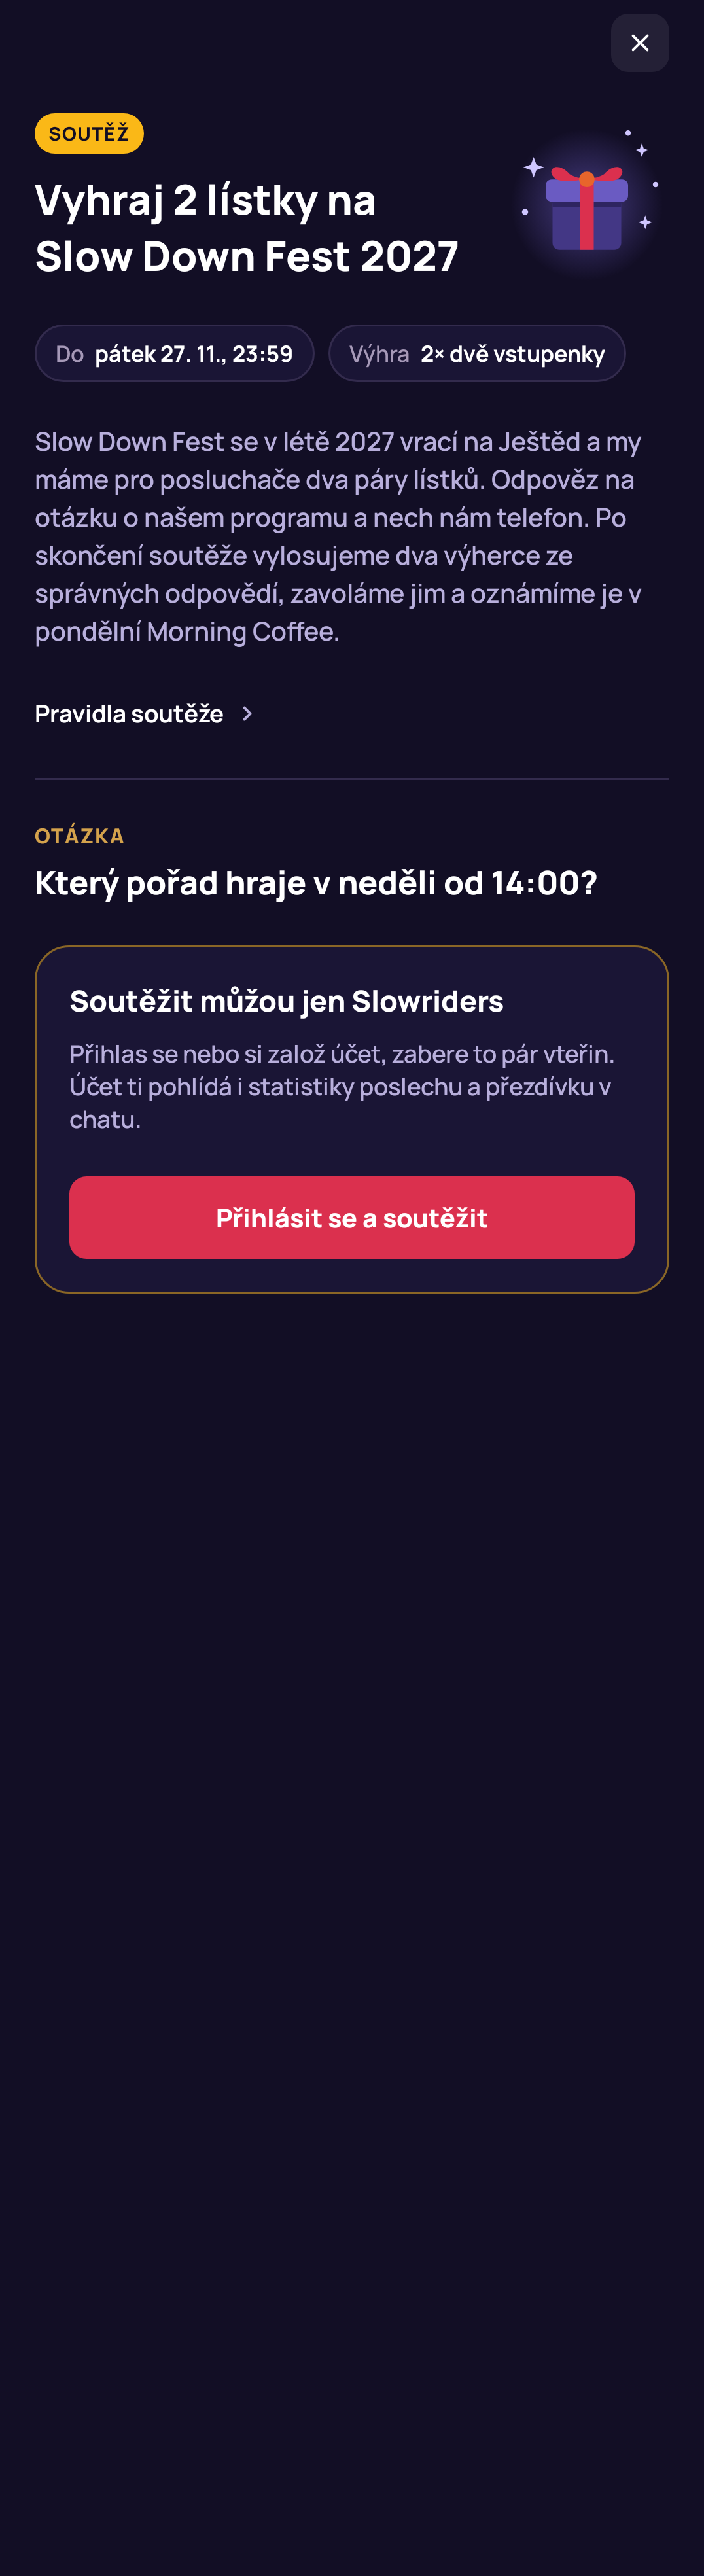 SOUTĚŽ
Vyhraj 2 lístky na
Slow Down Fest 2027
Do pátek 27. 11., 23:59
Výhra 2× dvě vstupenky
Slow Down Fest se v létě 2027 vrací na Ještěd a my
máme pro posluchače dva páry lístků. Odpověz na
otázku o našem programu a nech nám telefon. Po
skončení soutěže vylosujeme dva výherce ze
správných odpovědí, zavoláme jim a oznámíme je v
pondělní Morning Coffee.
Pravidla soutěže
OTÁZKA
Který pořad hraje v neděli od 14:00?
Soutěžit můžou jen Slowriders
Přihlas se nebo si založ účet, zabere to pár vteřin.
Účet ti pohlídá i statistiky poslechu a přezdívku v
chatu.
Přihlásit se a soutěžit